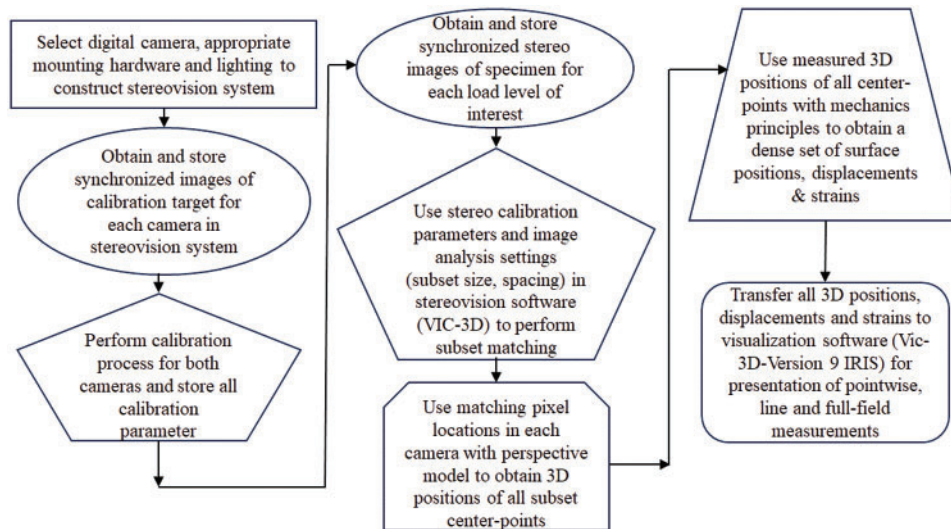 Select digital camera, appropriate
mounting hardware and lighting to
construct stereovision system
Obtain and store
synchronized images of
calibration target for
each camera in
stereovision system
Perform calibration
process for both
cameras and store all
calibration
parameter
Obtain and store
synchronized stereo
images of specimen for
each load level of
interest
Use stereo calibration
parameters and image
analysis settings
(subset size, spacing) in
stereovision software
(VIC-3D) to perform
subset matching
Use matching pixel
locations in each
camera with perspective
model to obtain 3D
positions of all subset
center-points
Use measured 3D
positions of all center-
points with mechanics
principles to obtain a
dense set of surface
positions, displacements
& strains
Transfer all 3D positions,
displacements and strains to
visualization software (Vic-
3D-Version 9 IRIS) for
presentation of pointwise,
line and full-field
measurements